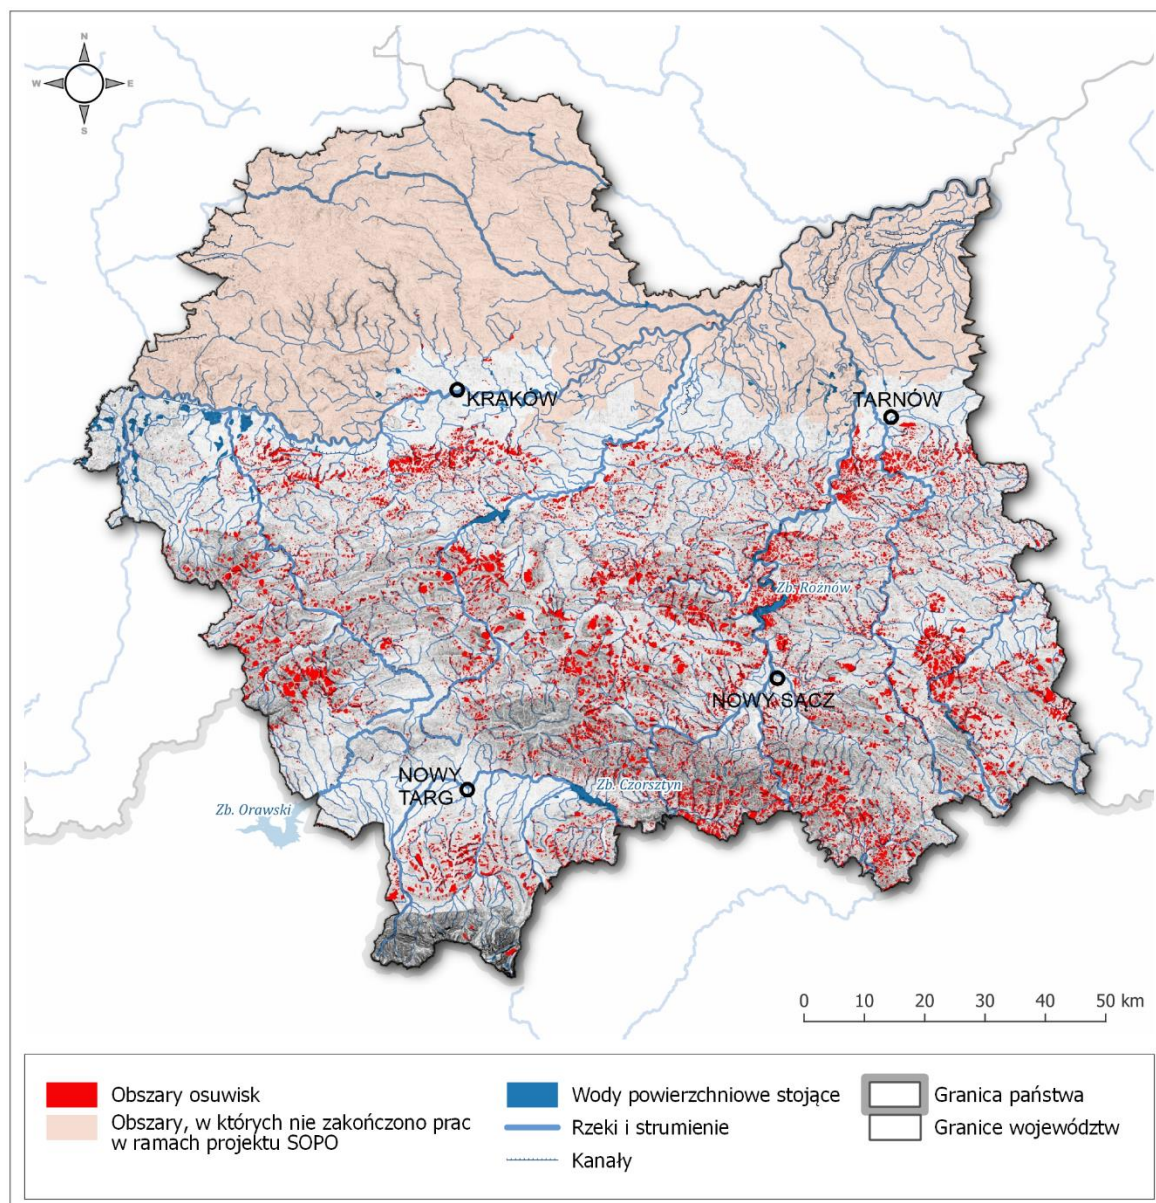 N
W E
S
KRAKÓW
TARNÓW
Zb. Rożnów
NOWY SĄCZ
NOWY
TARG
Zb. Czorsztyn
Zb. Orawski
0 10 20 30 40 50 km
Obszary osuwisk
Obszary, w których nie zakończono prac
w ramach projektu SOPO
Wody powierzchniowe stojące
Rzeki i strumienie
Kanały
Granica państwa
Granice województw